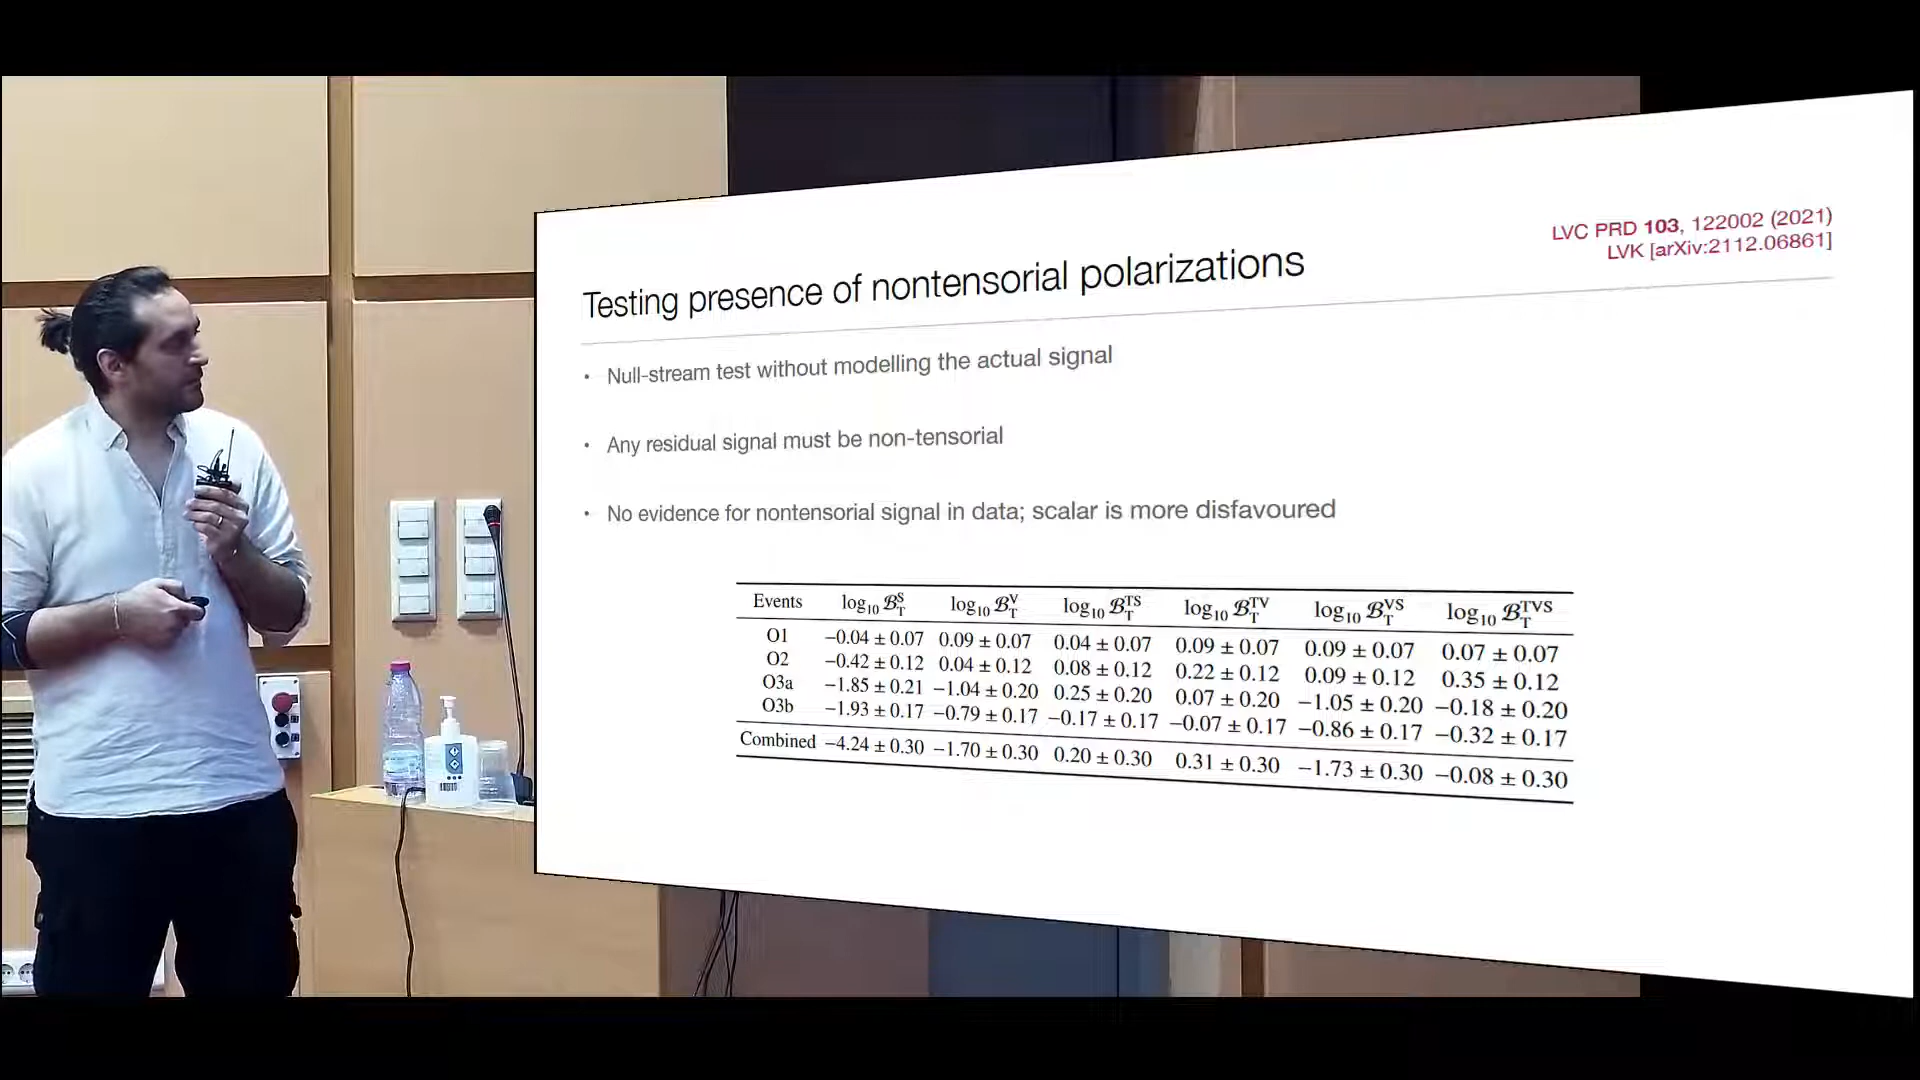 LVC PRD 103, 122002 (2021)
LVK [arXiv:2112.06861]
Testing presence of nontensorial polarizations
• Null-stream test without modelling the actual signal
• Any residual signal must be non-tensorial
• No evidence for nontensorial signal in data; scalar is more disfavoured
Events log₁₀ 𝓑ˢ_T log₁₀ 𝓑ⱽ_T log₁₀ 𝓑ᵀˢ_T log₁₀ 𝓑ᵀⱽ_T log₁₀ 𝓑ⱽˢ_T log₁₀ 𝓑ᵀⱽˢ_T
O1 −0.04 ± 0.07 0.09 ± 0.07 0.04 ± 0.07 0.09 ± 0.07 0.09 ± 0.07 0.07 ± 0.07
O2 −0.42 ± 0.12 0.04 ± 0.12 0.08 ± 0.12 0.22 ± 0.12 0.09 ± 0.12 0.35 ± 0.12
O3a −1.85 ± 0.21 −1.04 ± 0.20 0.25 ± 0.20 0.07 ± 0.20 −1.05 ± 0.20 −0.18 ± 0.20
O3b −1.93 ± 0.17 −0.79 ± 0.17 −0.17 ± 0.17 −0.07 ± 0.17 −0.86 ± 0.17 −0.32 ± 0.17
Combined −4.24 ± 0.30 −1.70 ± 0.30 0.20 ± 0.30 0.31 ± 0.30 −1.73 ± 0.30 −0.08 ± 0.30